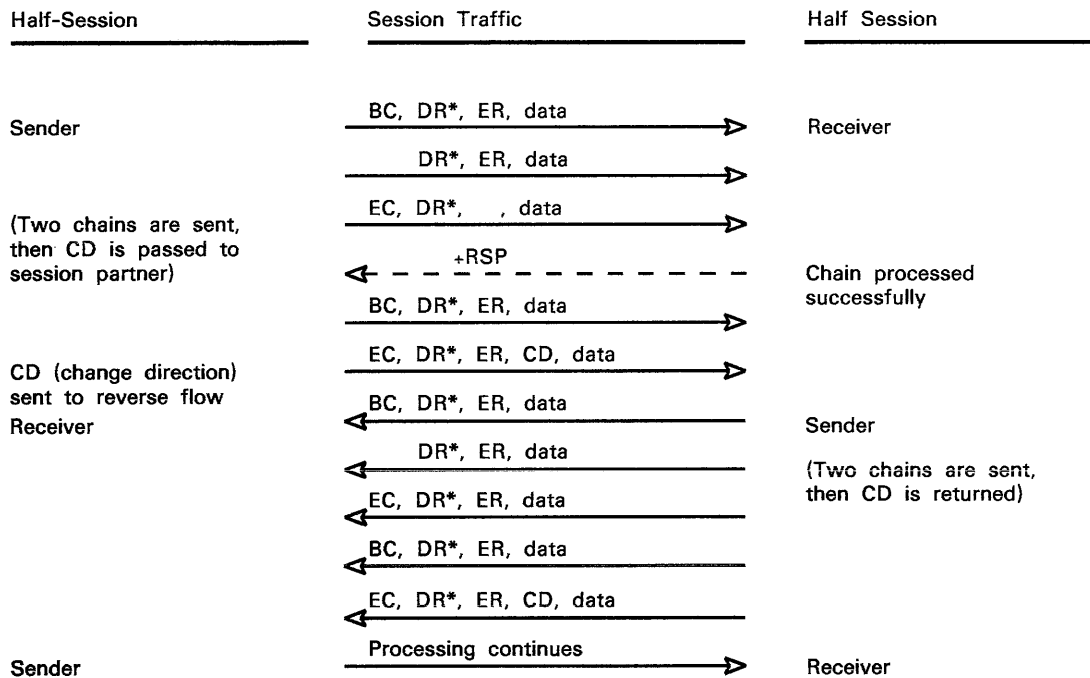 Half-Session Session Traffic Half Session
BC, DR*, ER, data
Sender Receiver
DR*, ER, data
EC, DR*, , data
(Two chains are sent,
then CD is passed to
session partner)
+RSP
Chain processed
successfully
BC, DR*, ER, data
EC, DR*, ER, CD, data
CD (change direction)
sent to reverse flow
BC, DR*, ER, data
Receiver Sender
DR*, ER, data
(Two chains are sent,
then CD is returned)
EC, DR*, ER, data
BC, DR*, ER, data
EC, DR*, ER, CD, data
Processing continues
Sender Receiver